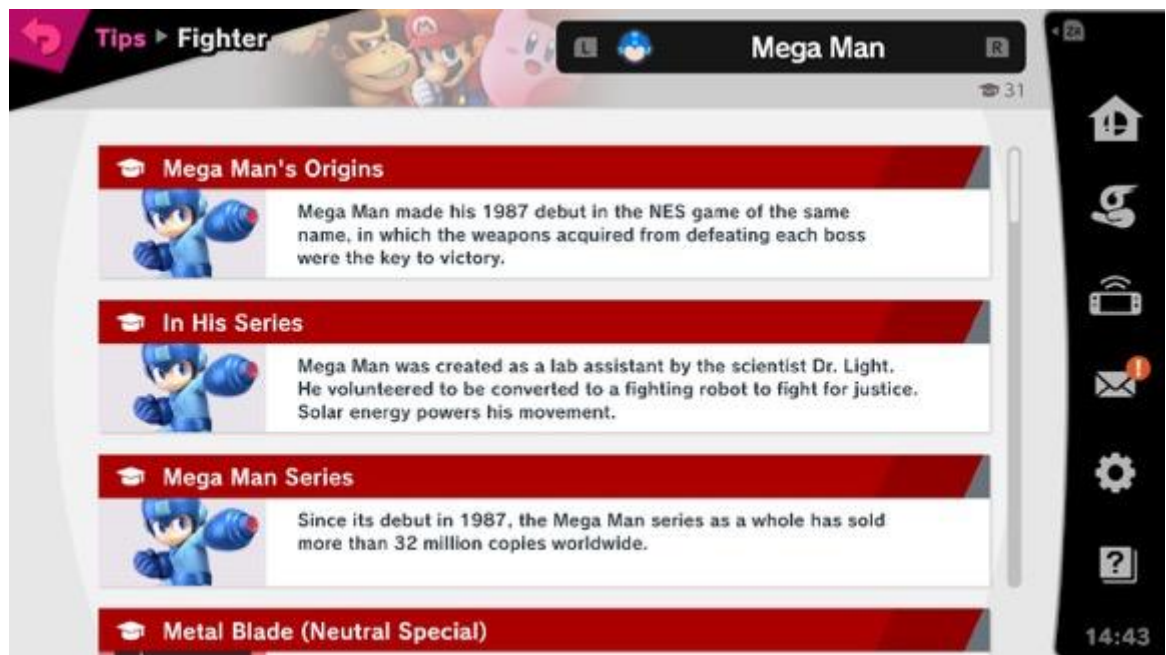 Tips ▸ Fighter
L Mega Man R
31
ZR
Mega Man's Origins
Mega Man made his 1987 debut in the NES game of the same
name, in which the weapons acquired from defeating each boss
were the key to victory.
In His Series
Mega Man was created as a lab assistant by the scientist Dr. Light.
He volunteered to be converted to a fighting robot to fight for justice.
Solar energy powers his movement.
Mega Man Series
Since its debut in 1987, the Mega Man series as a whole has sold
more than 32 million copies worldwide.
Metal Blade (Neutral Special)
14:43